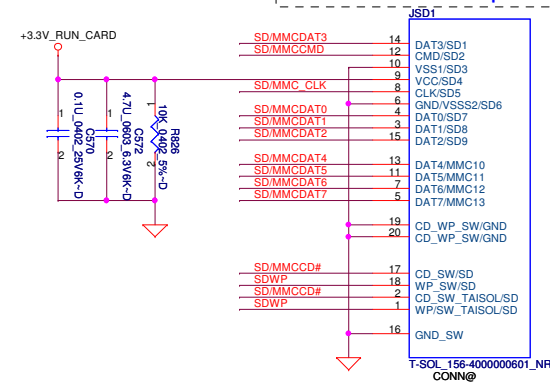 JSD1
+3.3V_RUN_CARD
SD/MMCDAT3 14 DAT3/SD1
SD/MMCCMD 12 CMD/SD2
10 VSS1/SD3
9 VCC/SD4
SD/MMC_CLK 8 CLK/SD5
6 GND/VSSS2/SD6
SD/MMCDAT0 4 DAT0/SD7
SD/MMCDAT1 3 DAT1/SD8
SD/MMCDAT2 15 DAT2/SD9
SD/MMCDAT4 13 DAT4/MMC10
SD/MMCDAT5 11 DAT5/MMC11
SD/MMCDAT6 7 DAT6/MMC12
SD/MMCDAT7 5 DAT7/MMC13
19 CD_WP_SW/GND
20 CD_WP_SW/GND
SD/MMCCD# 17 CD_SW/SD
SDWP 18 WP_SW/SD
SD/MMCCD# 2 CD_SW_TAISOL/SD
SDWP 1 WP/SW_TAISOL/SD
16 GND_SW
T-SOL_156-4000000601_NR
CONN@
1
2
C570
0.1U_0402_25V6K~D
1
2
C572
4.7U_0603_6.3V6K~D
1
2
R826
10K_0402_5%~D